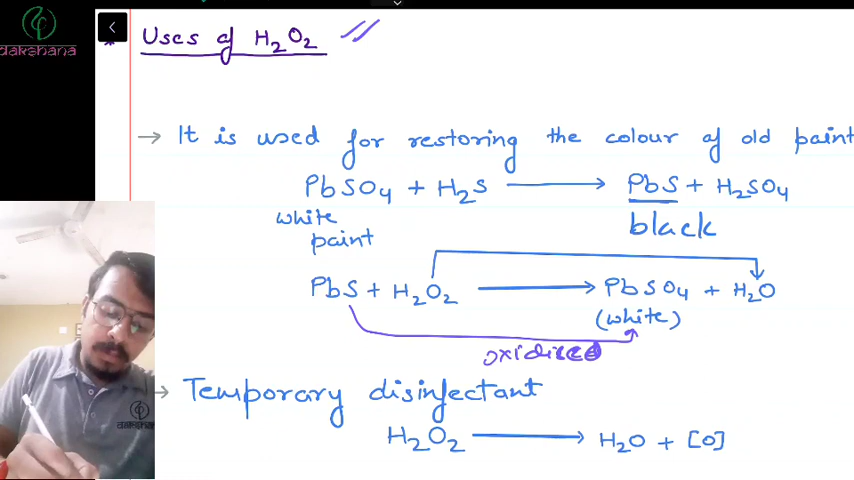 dakshana
Uses of H₂O₂
→ It is used for restoring the colour of old paint
PbSO₄ + H₂S → PbS + H₂SO₄
white paint
black
PbS + H₂O₂ → PbSO₄ + H₂O
(white)
oxidised
→ Temporary disinfectant
H₂O₂ → H₂O + [O]